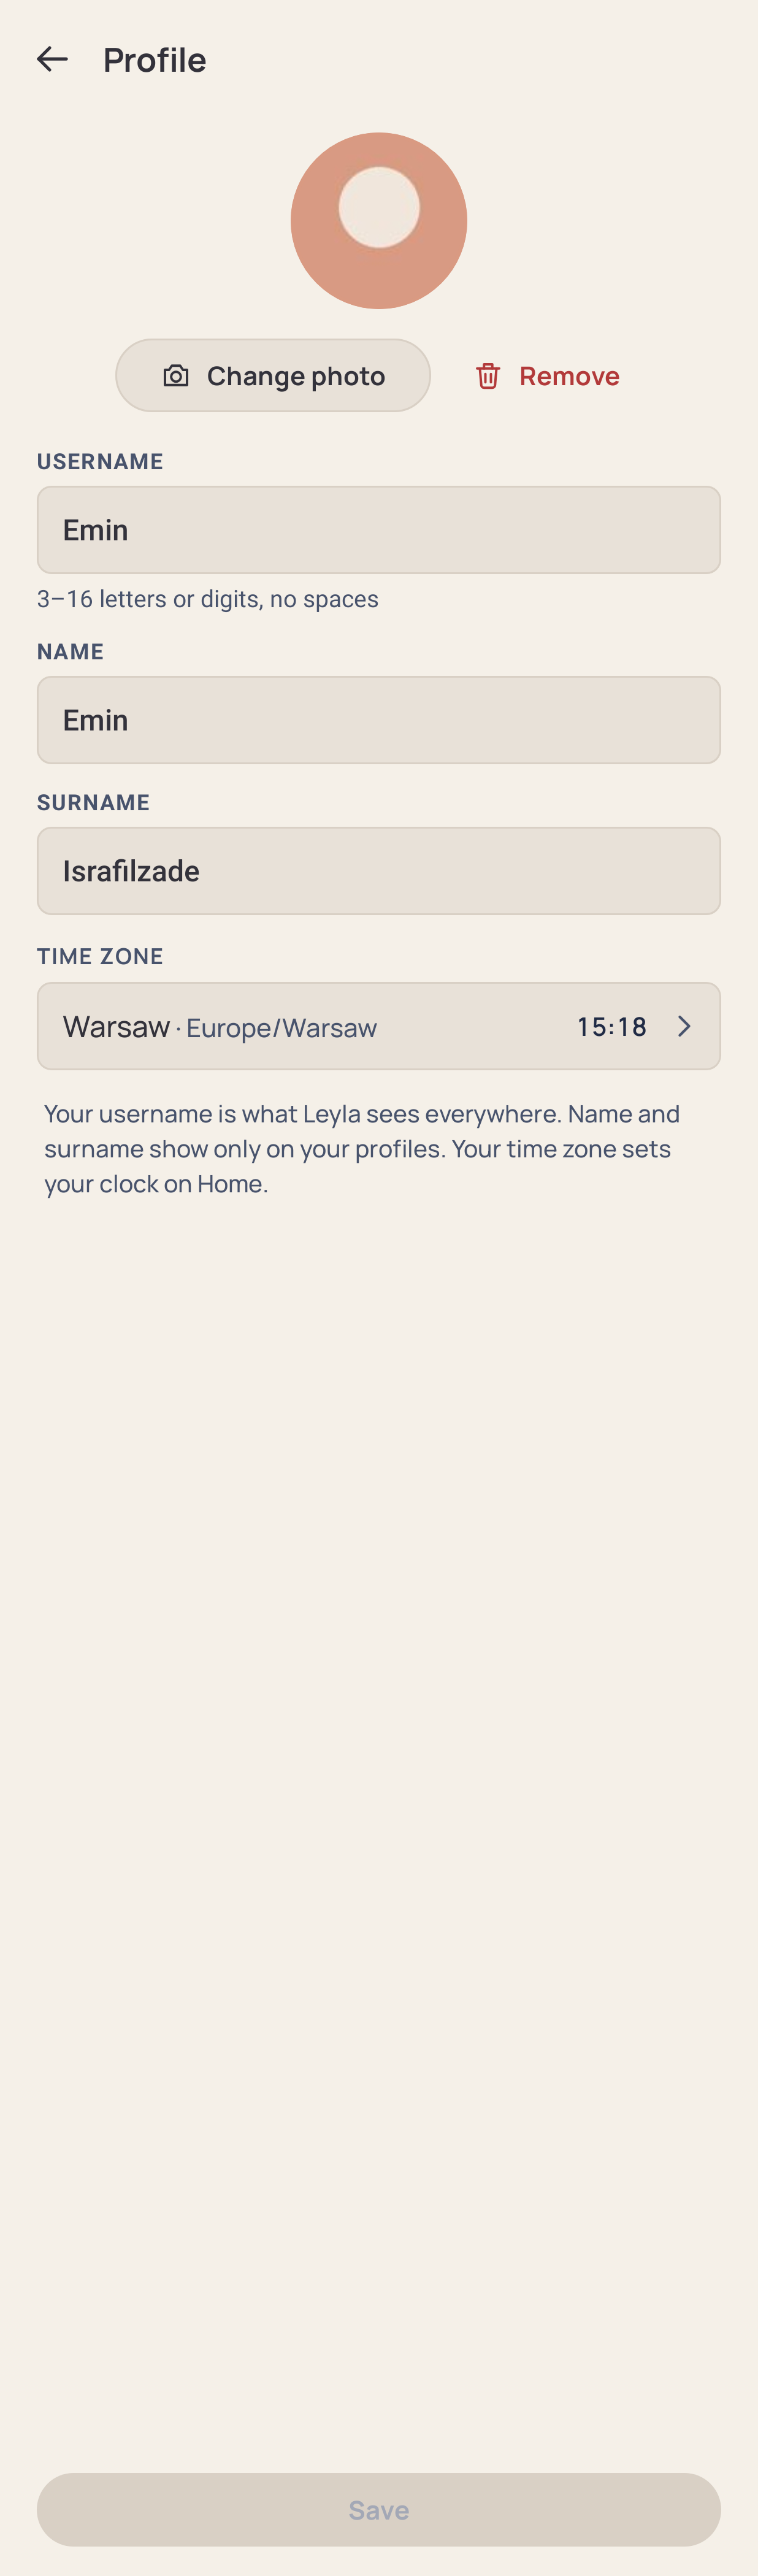 Profile
Change photo
Remove
USERNAME
Emin
3–16 letters or digits, no spaces
NAME
Emin
SURNAME
Israfilzade
TIME ZONE
Warsaw · Europe/Warsaw 15:18
Your username is what Leyla sees everywhere. Name and
surname show only on your profiles. Your time zone sets
your clock on Home.
Save